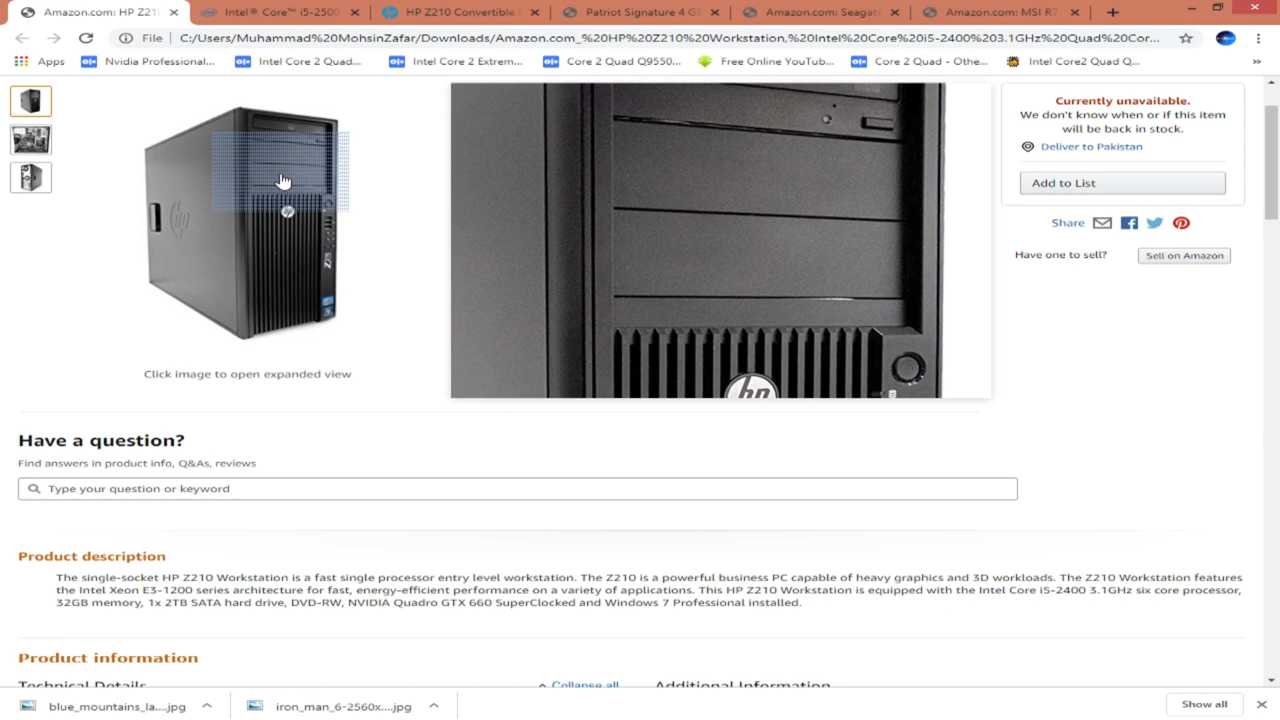 Amazon.com: HP Z210
Intel® Core™ i5-2500
HP Z210 Convertible
Patriot Signature 4 G
Amazon.com: Seagat
Amazon.com: MSI R7
File
C:/Users/Muhammad%20MohsinZafar/Downloads/Amazon.com_%20HP%20Z210%20Workstation,%20Intel%20Core%20i5-2400%203.1GHz%20Quad%20Cor...
Apps
Nvidia Professional...
Intel Core 2 Quad...
Intel Core 2 Extrem...
Core 2 Quad Q9550...
Free Online YouTub...
Core 2 Quad - Othe...
Intel Core2 Quad Q...
»
Currently unavailable.
We don't know when or if this item
will be back in stock.
Deliver to Pakistan
Add to List
Share
Have one to sell?
Sell on Amazon
hp
hp
Click image to open expanded view
Have a question?
Find answers in product info, Q&As, reviews
Type your question or keyword
Product description
The single-socket HP Z210 Workstation is a fast single processor entry level workstation. The Z210 is a powerful business PC capable of heavy graphics and 3D workloads. The Z210 Workstation features
the Intel Xeon E3-1200 series architecture for fast, energy-efficient performance on a variety of applications. This HP Z210 Workstation is equipped with the Intel Core i5-2400 3.1GHz six core processor,
32GB memory, 1x 2TB SATA hard drive, DVD-RW, NVIDIA Quadro GTX 660 SuperClocked and Windows 7 Professional installed.
Product information
Technical Details
Collapse all
Additional Information
blue_mountains_la....jpg
iron_man_6-2560x....jpg
Show all